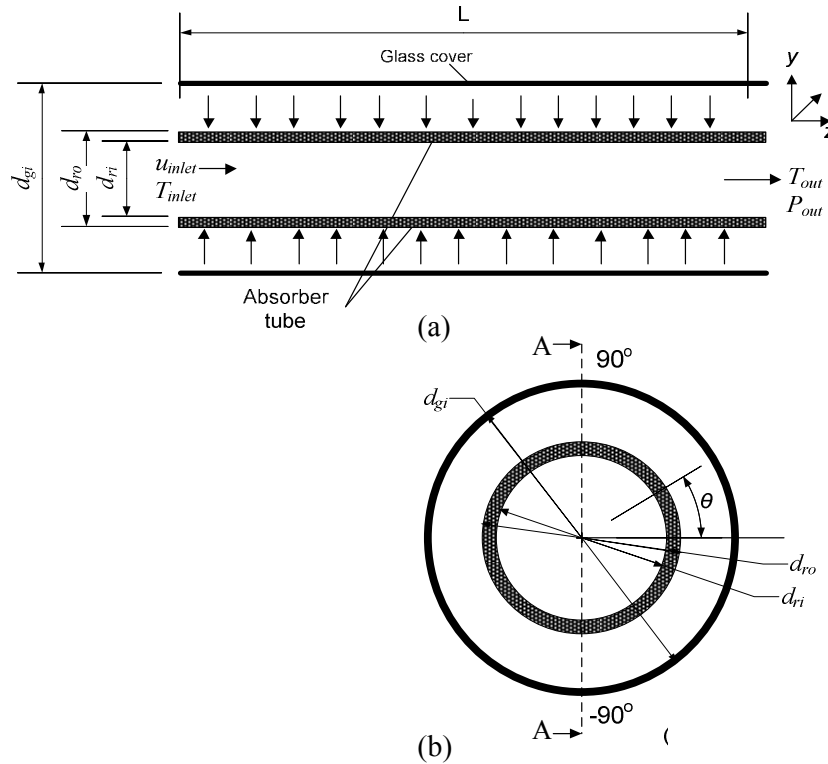 L
Glass cover
y
z
d_gi
d_ro
d_ri
u_inlet
T_inlet
T_out
P_out
Absorber
tube
(a)
A
90°
d_gi
θ
d_ro
d_ri
A
-90°
(
(b)